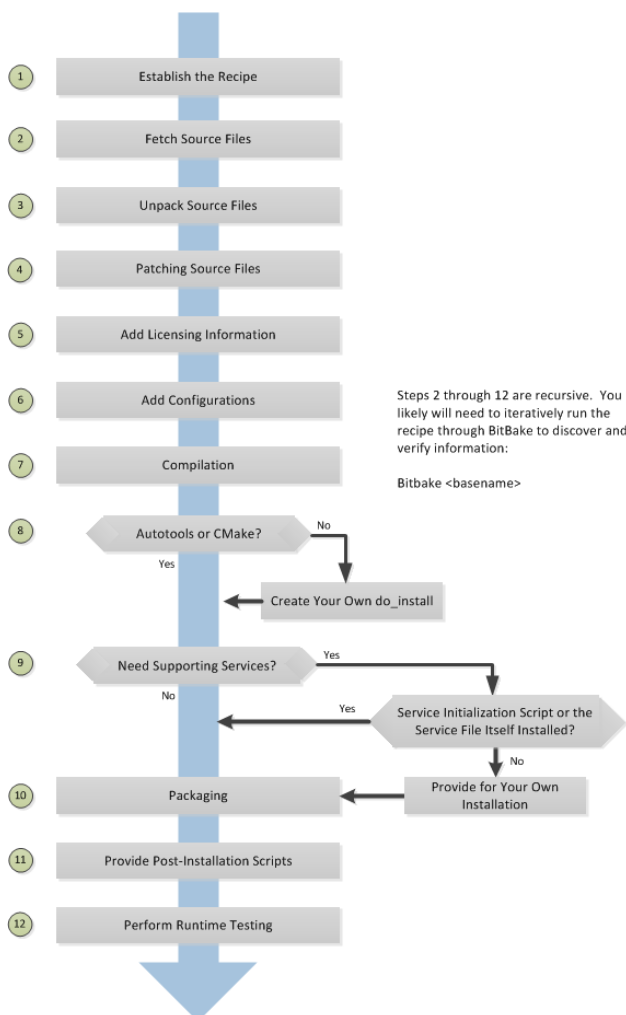 1
Establish the Recipe
2
Fetch Source Files
3
Unpack Source Files
4
Patching Source Files
5
Add Licensing Information
6
Add Configurations
Steps 2 through 12 are recursive. You
likely will need to iteratively run the
recipe through BitBake to discover and
verify information:
Bitbake <basename>
7
Compilation
8
Autotools or CMake?
No
Yes
Create Your Own do_install
9
Need Supporting Services?
Yes
No
Yes
Service Initialization Script or the
Service File Itself Installed?
No
10
Packaging
Provide for Your Own
Installation
11
Provide Post-Installation Scripts
12
Perform Runtime Testing